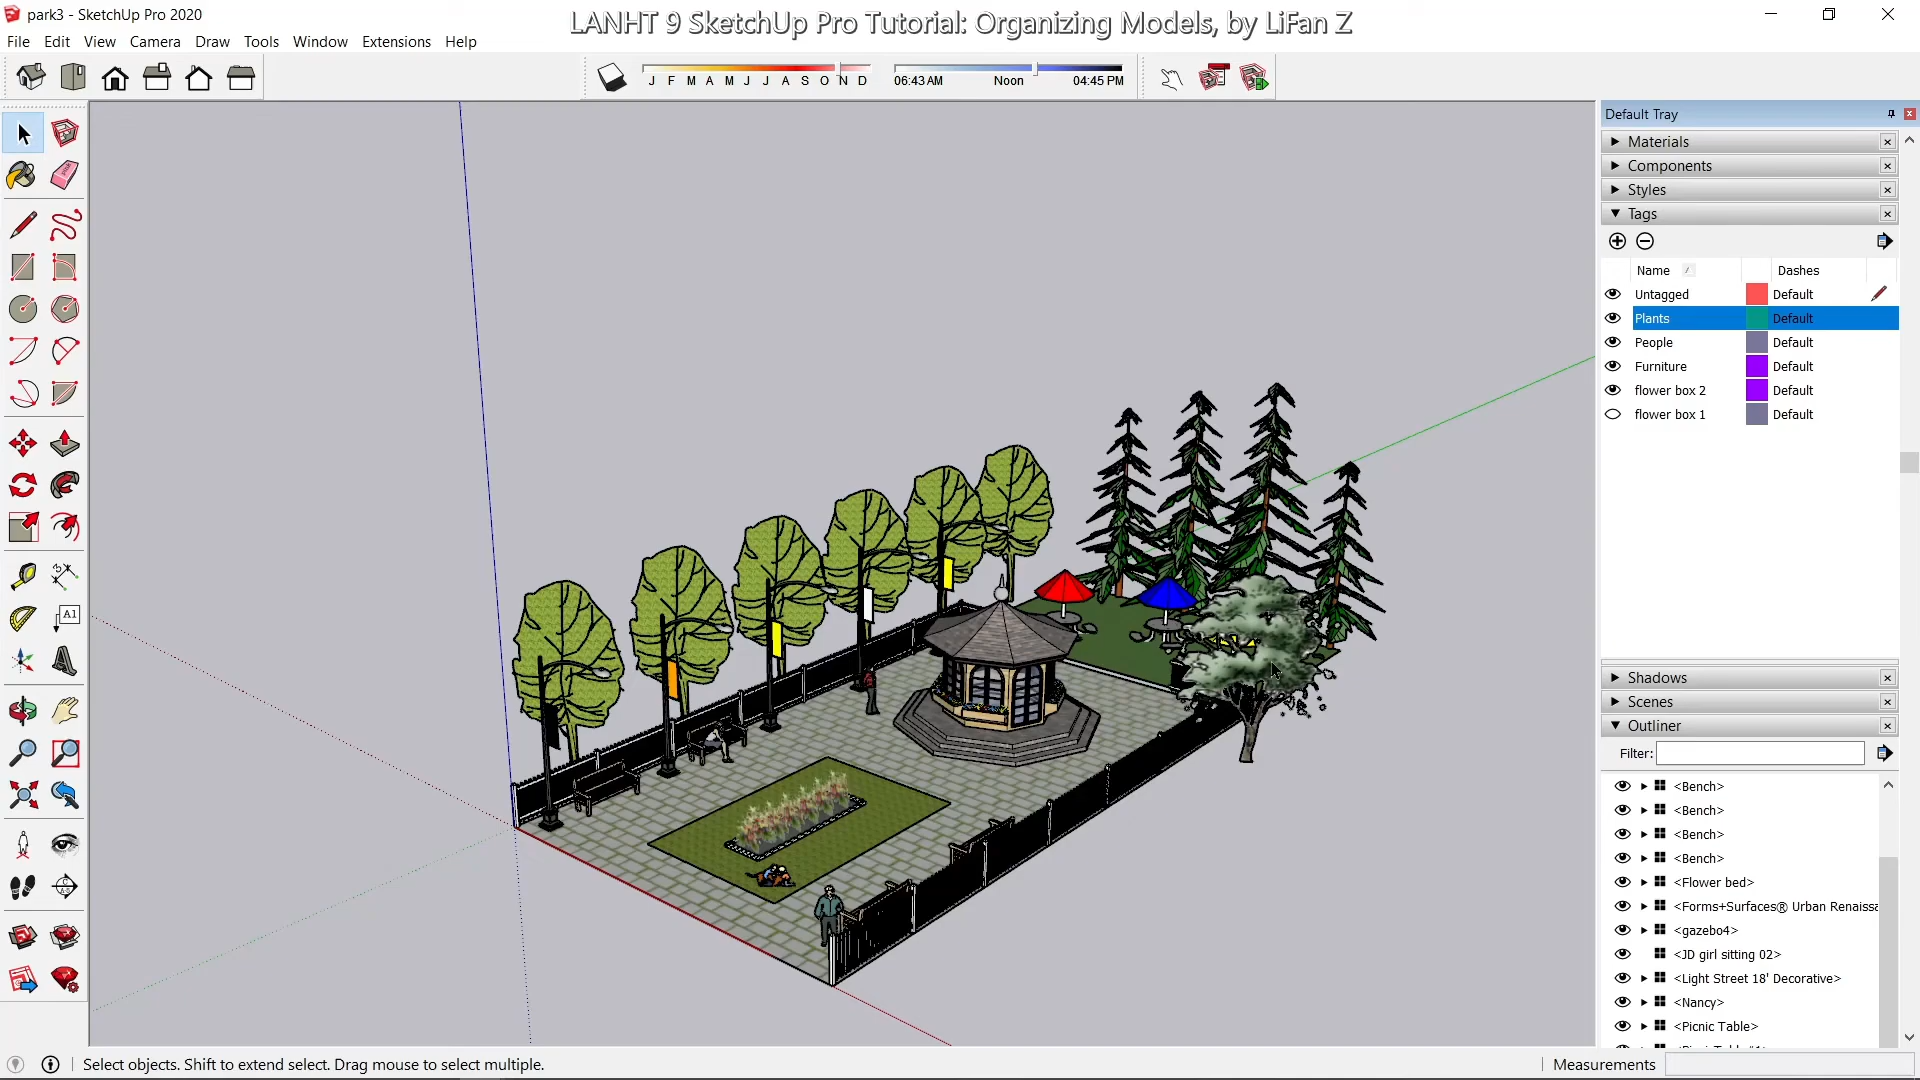 park3 - SketchUp Pro 2020
LANHT 9 SketchUp Pro Tutorial: Organizing Models, by LiFan Z
File Edit View Camera Draw Tools Window Extensions Help
J F M A M J J A S O N D
06:43 AM Noon 04:45 PM
Default Tray
Materials
Components
Styles
Tags
Name Dashes
Untagged Default
Plants Default
People Default
Furniture Default
flower box 2 Default
flower box 1 Default
Shadows
Scenes
Outliner
Filter:
<Bench>
<Bench>
<Bench>
<Bench>
<Flower bed>
<Forms+Surfaces® Urban Renaissa
<gazebo4>
<JD girl sitting 02>
<Light Street 18' Decorative>
<Nancy>
<Picnic Table>
A1
Select objects. Shift to extend select. Drag mouse to select multiple.
Measurements